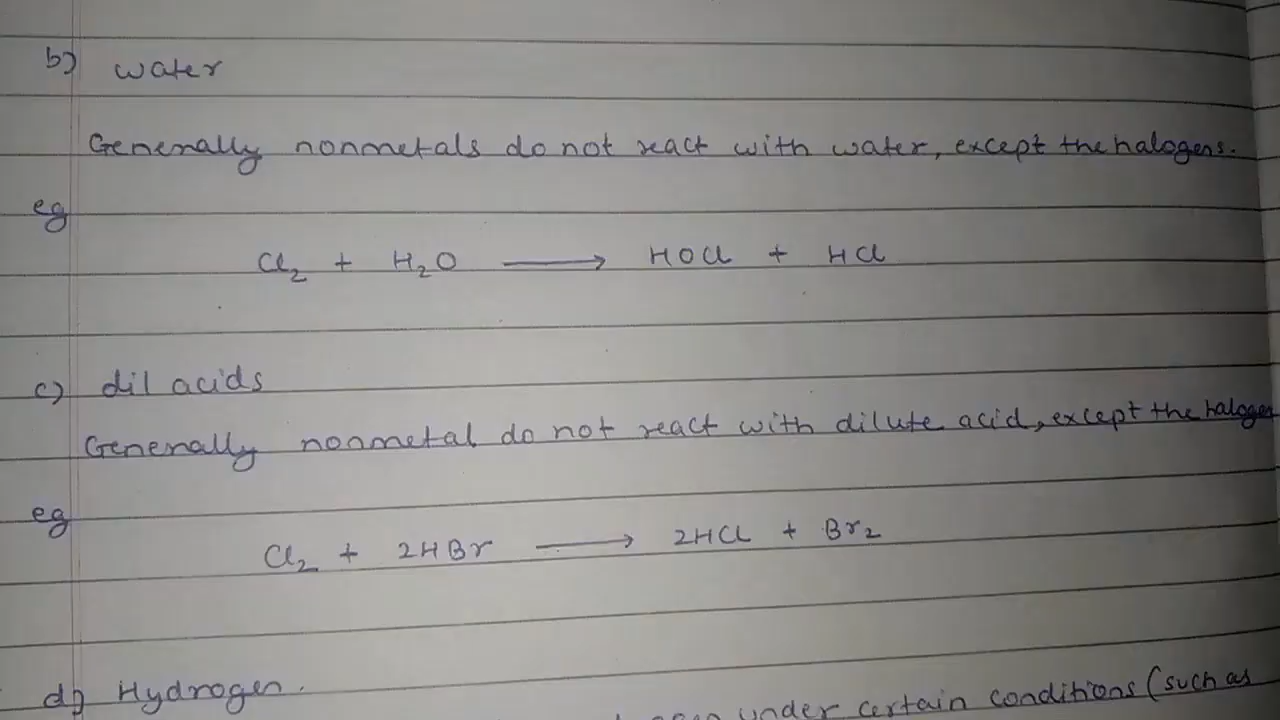 b) water
Generally nonmetals do not react with water, except the halogens.
eg
Cl₂ + H₂O ⟶ HOCl + HCl
c) dil acids
Generally nonmetal do not react with dilute acid, except the halogen
eg
Cl₂ + 2HBr ⟶ 2HCl + Br₂
d) Hydrogen.
under certain conditions (such as